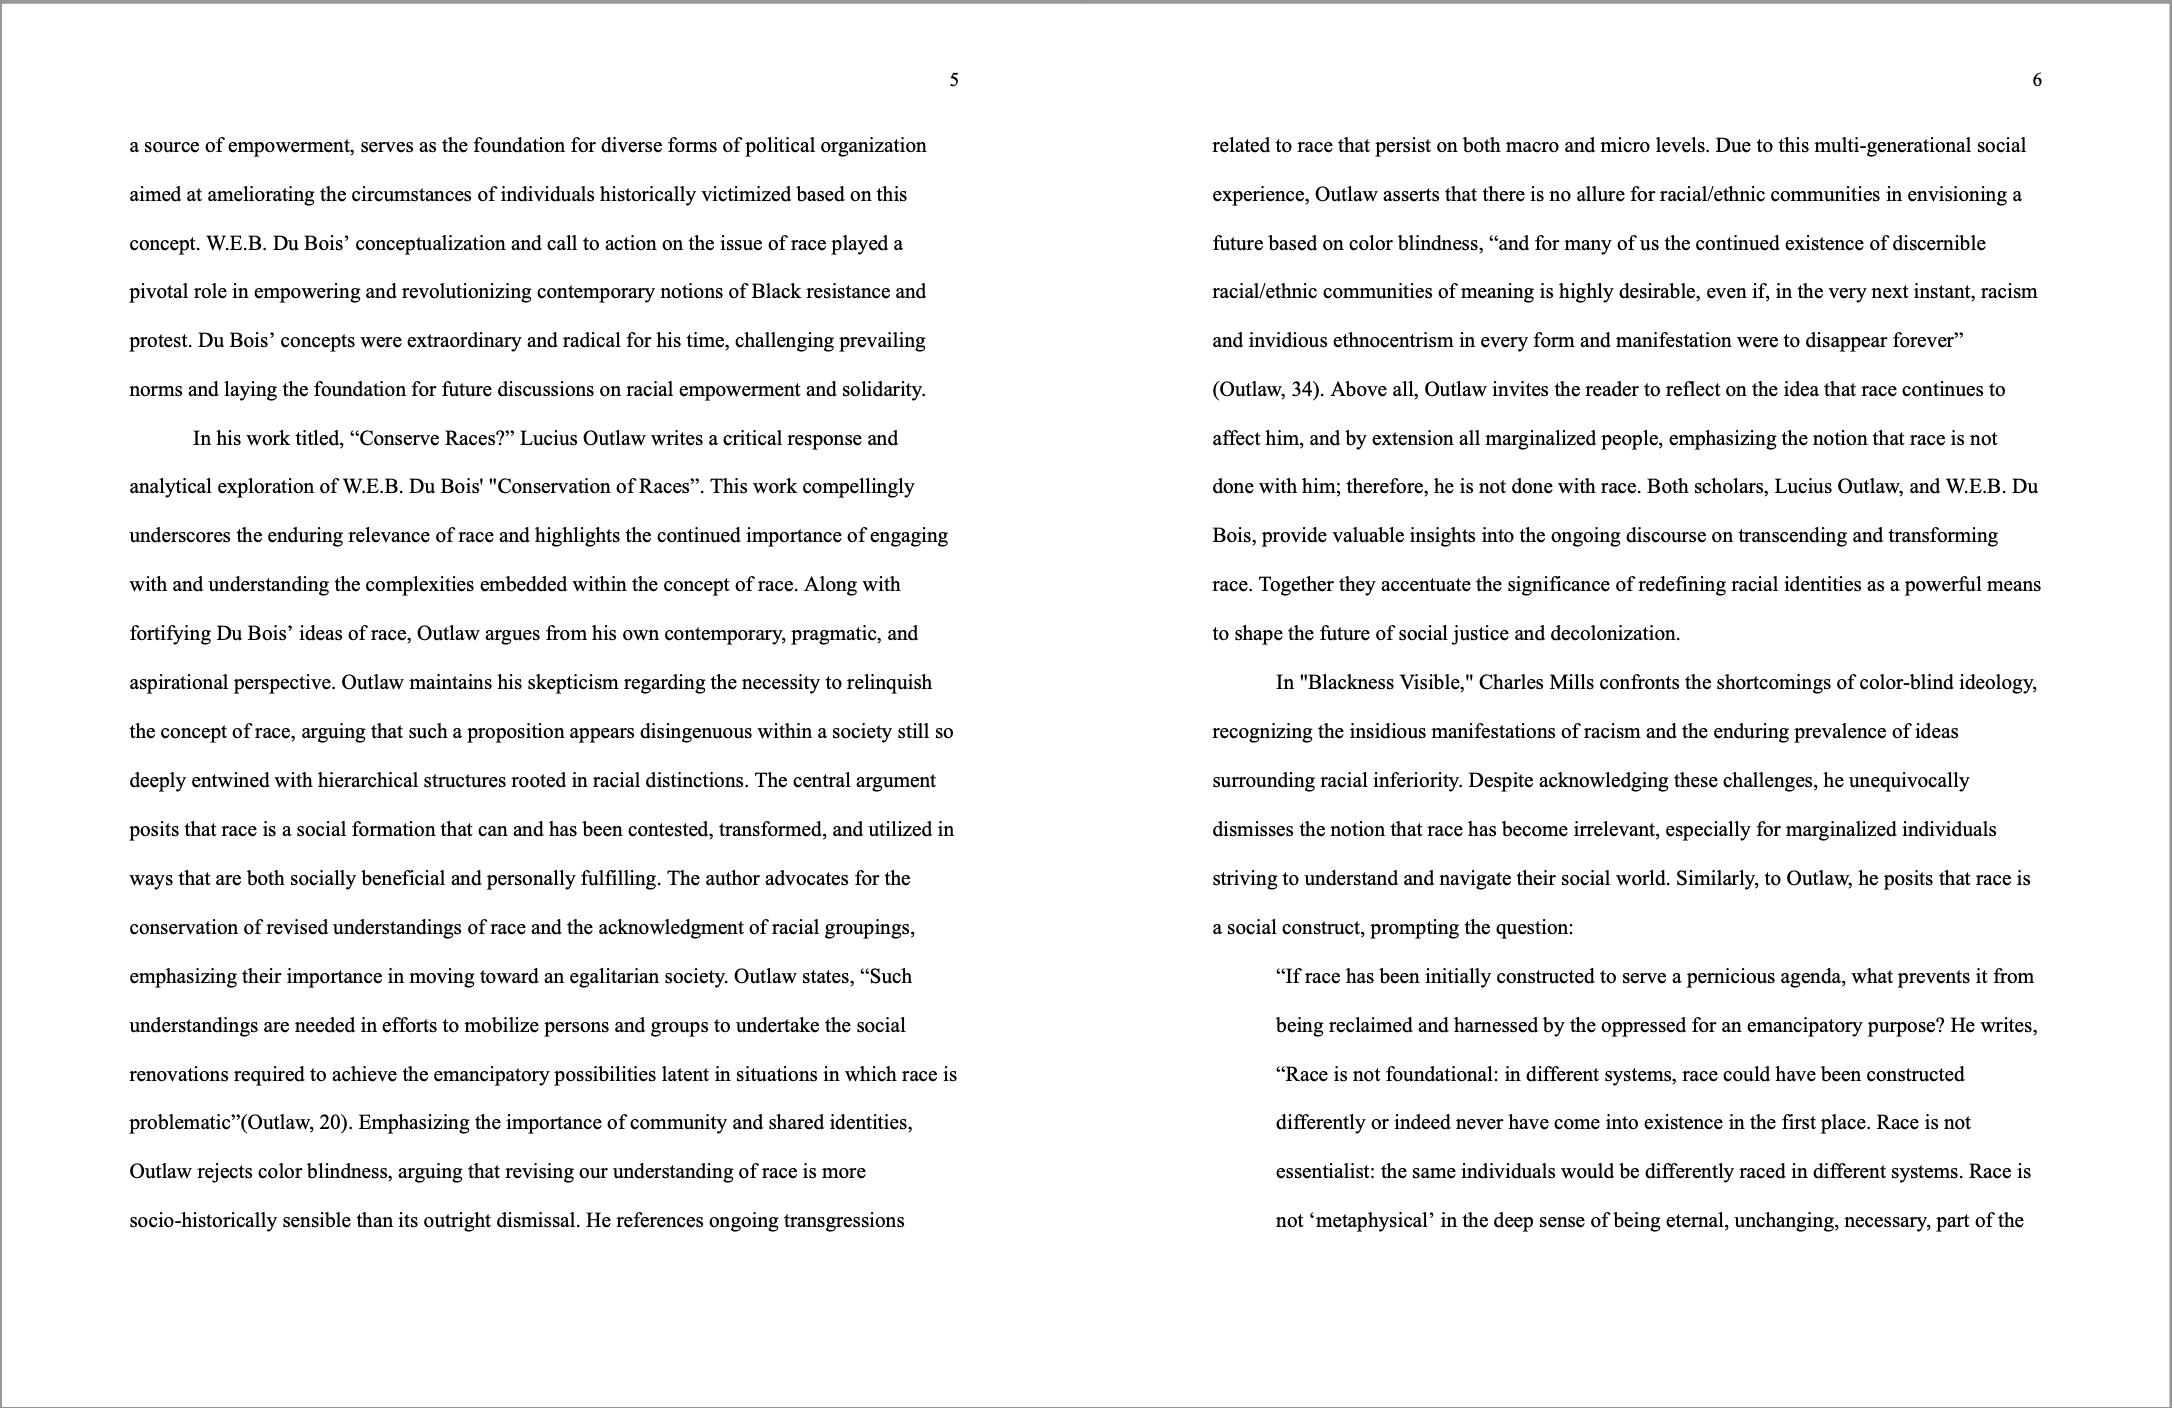 5
a source of empowerment, serves as the foundation for diverse forms of political organization
aimed at ameliorating the circumstances of individuals historically victimized based on this
concept. W.E.B. Du Bois’ conceptualization and call to action on the issue of race played a
pivotal role in empowering and revolutionizing contemporary notions of Black resistance and
protest. Du Bois’ concepts were extraordinary and radical for his time, challenging prevailing
norms and laying the foundation for future discussions on racial empowerment and solidarity.
In his work titled, “Conserve Races?” Lucius Outlaw writes a critical response and
analytical exploration of W.E.B. Du Bois' "Conservation of Races”. This work compellingly
underscores the enduring relevance of race and highlights the continued importance of engaging
with and understanding the complexities embedded within the concept of race. Along with
fortifying Du Bois’ ideas of race, Outlaw argues from his own contemporary, pragmatic, and
aspirational perspective. Outlaw maintains his skepticism regarding the necessity to relinquish
the concept of race, arguing that such a proposition appears disingenuous within a society still so
deeply entwined with hierarchical structures rooted in racial distinctions. The central argument
posits that race is a social formation that can and has been contested, transformed, and utilized in
ways that are both socially beneficial and personally fulfilling. The author advocates for the
conservation of revised understandings of race and the acknowledgment of racial groupings,
emphasizing their importance in moving toward an egalitarian society. Outlaw states, “Such
understandings are needed in efforts to mobilize persons and groups to undertake the social
renovations required to achieve the emancipatory possibilities latent in situations in which race is
problematic”(Outlaw, 20). Emphasizing the importance of community and shared identities,
Outlaw rejects color blindness, arguing that revising our understanding of race is more
socio-historically sensible than its outright dismissal. He references ongoing transgressions
6
related to race that persist on both macro and micro levels. Due to this multi-generational social
experience, Outlaw asserts that there is no allure for racial/ethnic communities in envisioning a
future based on color blindness, “and for many of us the continued existence of discernible
racial/ethnic communities of meaning is highly desirable, even if, in the very next instant, racism
and invidious ethnocentrism in every form and manifestation were to disappear forever”
(Outlaw, 34). Above all, Outlaw invites the reader to reflect on the idea that race continues to
affect him, and by extension all marginalized people, emphasizing the notion that race is not
done with him; therefore, he is not done with race. Both scholars, Lucius Outlaw, and W.E.B. Du
Bois, provide valuable insights into the ongoing discourse on transcending and transforming
race. Together they accentuate the significance of redefining racial identities as a powerful means
to shape the future of social justice and decolonization.
In "Blackness Visible," Charles Mills confronts the shortcomings of color-blind ideology,
recognizing the insidious manifestations of racism and the enduring prevalence of ideas
surrounding racial inferiority. Despite acknowledging these challenges, he unequivocally
dismisses the notion that race has become irrelevant, especially for marginalized individuals
striving to understand and navigate their social world. Similarly, to Outlaw, he posits that race is
a social construct, prompting the question:
“If race has been initially constructed to serve a pernicious agenda, what prevents it from
being reclaimed and harnessed by the oppressed for an emancipatory purpose? He writes,
“Race is not foundational: in different systems, race could have been constructed
differently or indeed never have come into existence in the first place. Race is not
essentialist: the same individuals would be differently raced in different systems. Race is
not ‘metaphysical’ in the deep sense of being eternal, unchanging, necessary, part of the